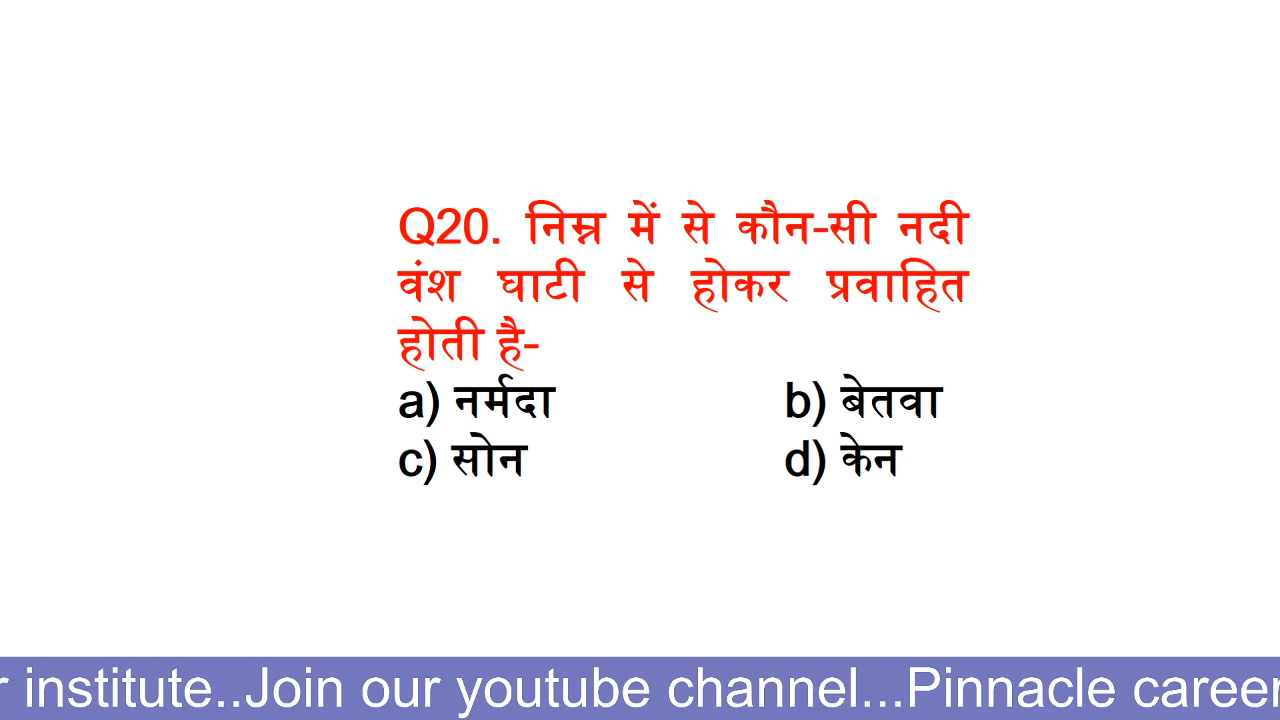 Q20. निम्न में से कौन-सी नदी
वंश घाटी से होकर प्रवाहित
होती है-
a) नर्मदा b) बेतवा
c) सोन d) केन
r institute..Join our youtube channel...Pinnacle career